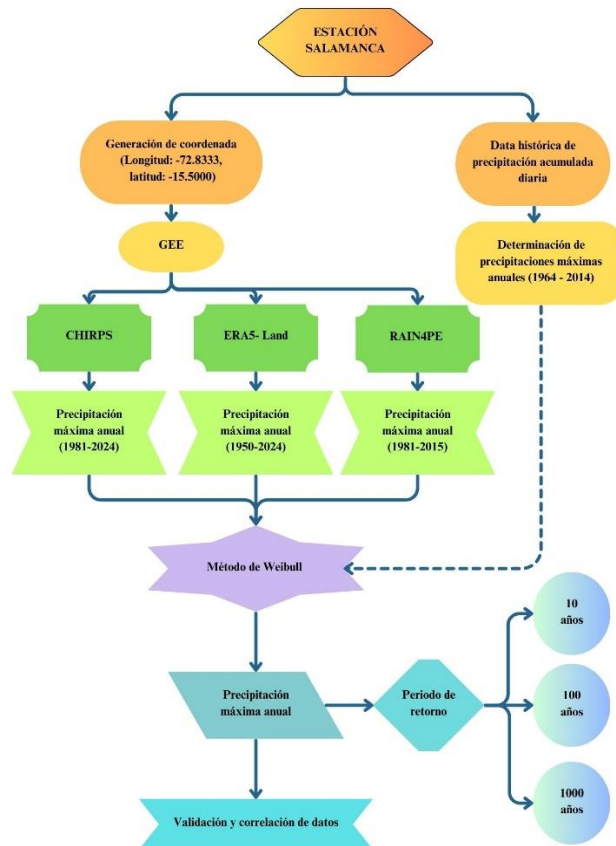 ESTACIÓN
SALAMANCA
Generación de coordenada
(Longitud: -72.8333,
latitud: -15.5000)
Data histórica de
precipitación acumulada
diaria
GEE
Determinación de
precipitaciones máximas
anuales (1964 - 2014)
CHIRPS
ERA5- Land
RAIN4PE
Precipitación
máxima anual
(1981-2024)
Precipitación
máxima anual
(1950-2024)
Precipitación
máxima anual
(1981-2015)
Método de Weibull
10
años
Precipitación
máxima anual
Periodo de
retorno
100
años
1000
años
Validación y correlación de datos